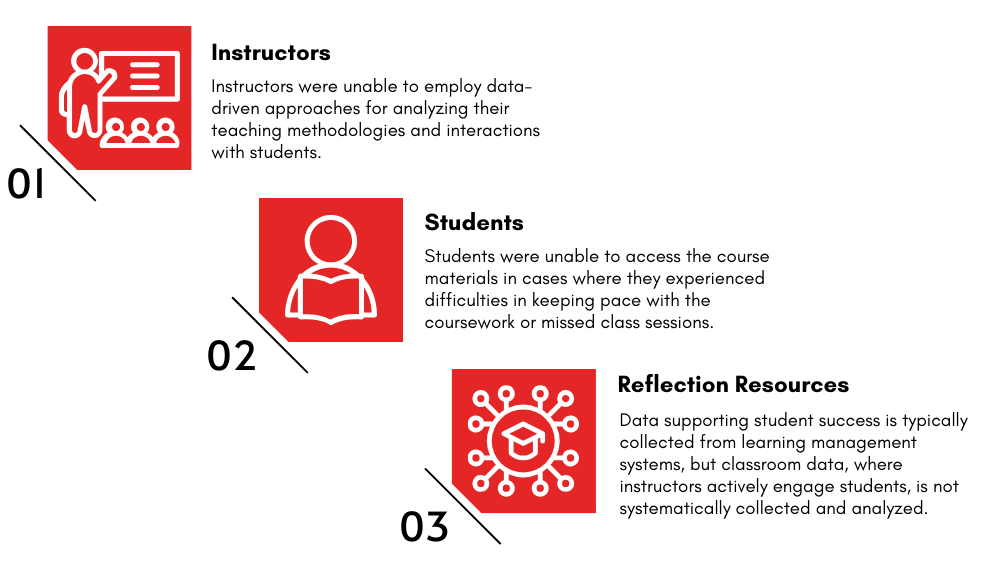 Instructors
Instructors were unable to employ data-
driven approaches for analyzing their
teaching methodologies and interactions
with students.
01
Students
Students were unable to access the course
materials in cases where they experienced
difficulties in keeping pace with the
coursework or missed class sessions.
02
Reflection Resources
Data supporting student success is typically
collected from learning management
systems, but classroom data, where
instructors actively engage students, is not
systematically collected and analyzed.
03